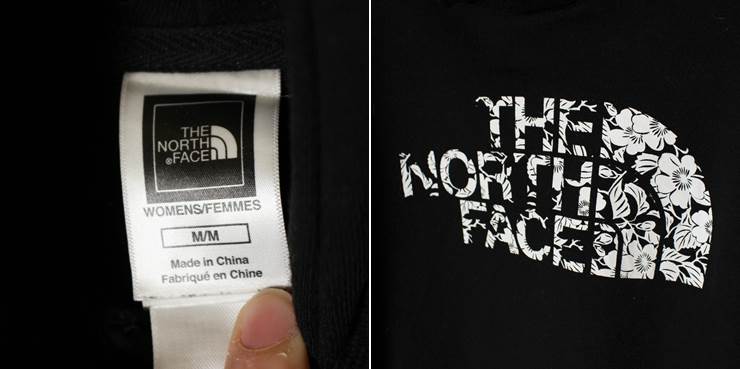 THE
NORTH
®FACE
WOMENS/FEMMES
M/M
Made in China
Fabriqué en Chine
THE
NORTH
FACE